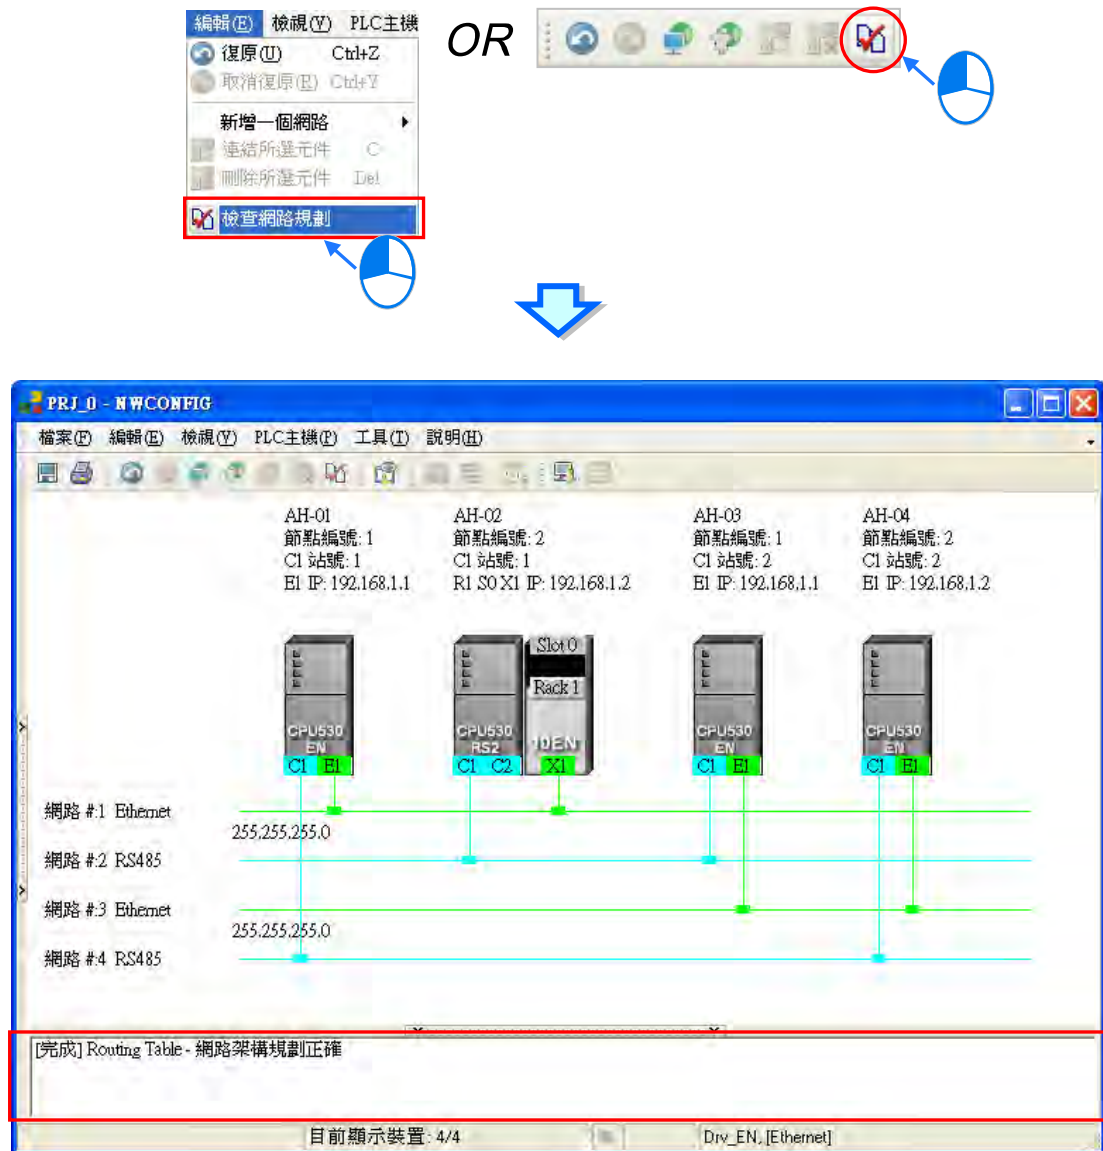 編輯(E) 檢視(V) PLC主機
復原(U) Ctrl+Z
取消復原(R) Ctrl+Y
新增一個網路
連結所選元件 C
刪除所選元件 Del
檢查網路規劃
OR
PRJ_0 - NWCONFIG
檔案(F) 編輯(E) 檢視(V) PLC主機(P) 工具(T) 說明(H)
AH-01
節點編號: 1
C1 站號: 1
E1 IP: 192.168.1.1
AH-02
節點編號: 2
C1 站號: 1
R1 S0 X1 IP: 192.168.1.2
AH-03
節點編號: 1
C1 站號: 2
E1 IP: 192.168.1.1
AH-04
節點編號: 2
C1 站號: 2
E1 IP: 192.168.1.2
CPU530
EN
C1 E1
CPU530
RS2
C1 C2
Slot 0
Rack 1
10EN
X1
CPU530
EN
C1 E1
CPU530
EN
C1 E1
網路 #:1 Ethernet
255.255.255.0
網路 #:2 RS485
網路 #:3 Ethernet
255.255.255.0
網路 #:4 RS485
[完成] Routing Table - 網路架構規劃正確
目前顯示裝置: 4/4
Drv_EN, [Ethernet]